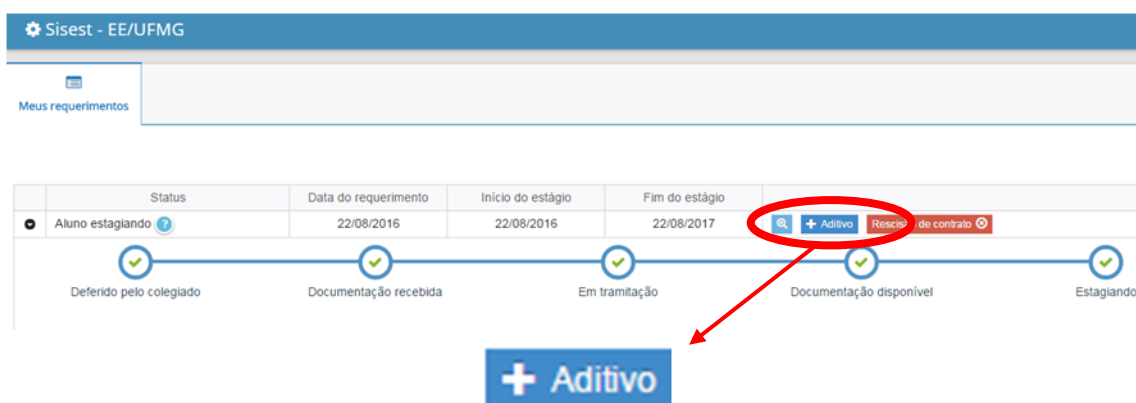 Sisest - EE/UFMG
Meus requerimentos
Status Data do requerimento Início do estágio Fim do estágio
Aluno estagiando ? 22/08/2016 22/08/2016 22/08/2017 + Aditivo Rescisão de contrato
Deferido pelo colegiado Documentação recebida Em tramitação Documentação disponível Estagiando
+ Aditivo